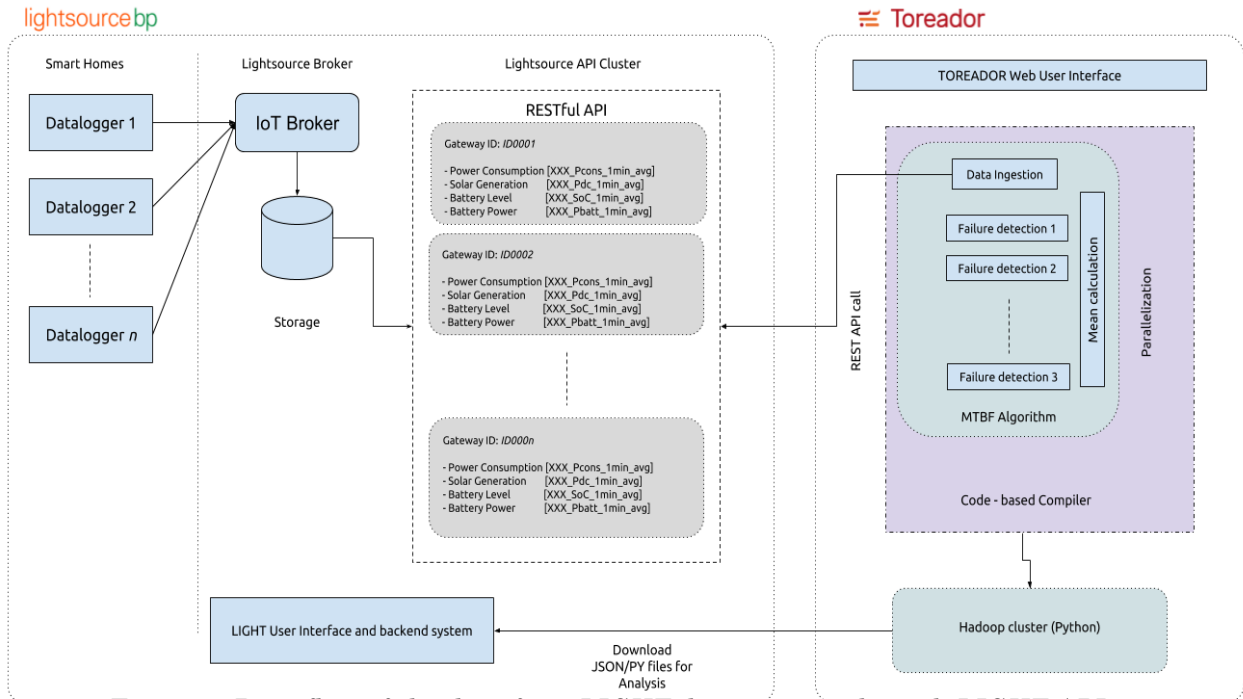 lightsource bp
Toreador
Smart Homes
Lightsource Broker
Lightsource API Cluster
TOREADOR Web User Interface
Datalogger 1
Datalogger 2
Datalogger n
IoT Broker
Storage
RESTful API
Gateway ID: ID0001
- Power Consumption [XXX_Pcons_1min_avg]
- Solar Generation [XXX_Pdc_1min_avg]
- Battery Level [XXX_SoC_1min_avg]
- Battery Power [XXX_Pbatt_1min_avg]
Gateway ID: ID0002
- Power Consumption [XXX_Pcons_1min_avg]
- Solar Generation [XXX_Pdc_1min_avg]
- Battery Level [XXX_SoC_1min_avg]
- Battery Power [XXX_Pbatt_1min_avg]
Gateway ID: ID000n
- Power Consumption [XXX_Pcons_1min_avg]
- Solar Generation [XXX_Pdc_1min_avg]
- Battery Level [XXX_SoC_1min_avg]
- Battery Power [XXX_Pbatt_1min_avg]
REST API call
Data Ingestion
Failure detection 1
Failure detection 2
Failure detection 3
Mean calculation
MTBF Algorithm
Parallelization
Code - based Compiler
Hadoop cluster (Python)
LIGHT User Interface and backend system
Download
JSON/PY files for
Analysis